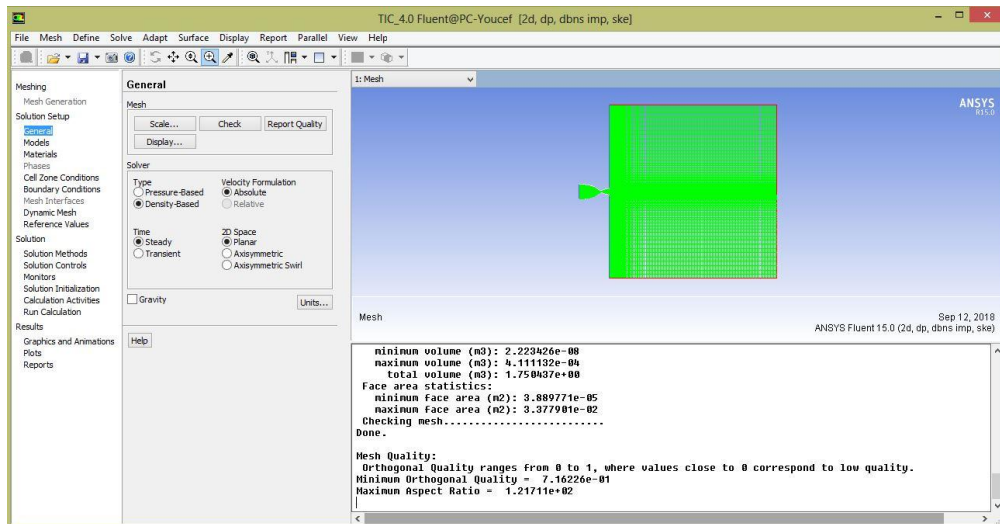 TIC_4.0 Fluent@PC-Youcef [2d, dp, dbns imp, ske]
File Mesh Define Solve Adapt Surface Display Report Parallel View Help
Meshing
Mesh Generation
Solution Setup
General
Models
Materials
Phases
Cell Zone Conditions
Boundary Conditions
Mesh Interfaces
Dynamic Mesh
Reference Values
Solution
Solution Methods
Solution Controls
Monitors
Solution Initialization
Calculation Activities
Run Calculation
Results
Graphics and Animations
Plots
Reports
General
Mesh
Scale... Check Report Quality
Display...
Solver
Type Velocity Formulation
Pressure-Based Absolute
Density-Based Relative
Time 2D Space
Steady Planar
Transient Axisymmetric
Axisymmetric Swirl
Gravity Units...
Help
1: Mesh
ANSYS
R15.0
Mesh
Sep 12, 2018
ANSYS Fluent 15.0 (2d, dp, dbns imp, ske)
minimum volume (m3): 2.223426e-08
maximum volume (m3): 4.111132e-04
total volume (m3): 1.750437e+00
Face area statistics:
minimum face area (m2): 3.889771e-05
maximum face area (m2): 3.377901e-02
Checking mesh.........................
Done.
Mesh Quality:
Orthogonal Quality ranges from 0 to 1, where values close to 0 correspond to low quality.
Minimum Orthogonal Quality = 7.16226e-01
Maximum Aspect Ratio = 1.21711e+02